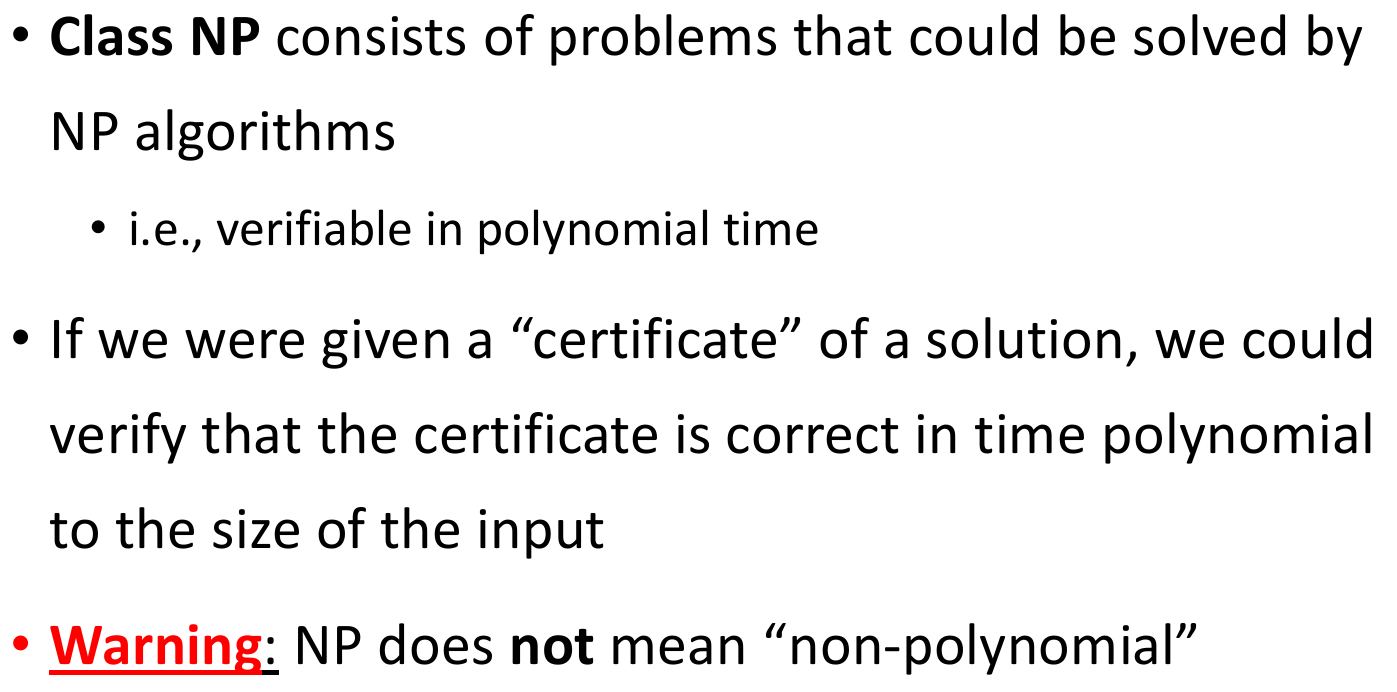 • Class NP consists of problems that could be solved by
NP algorithms
• i.e., verifiable in polynomial time
• If we were given a “certificate” of a solution, we could
verify that the certificate is correct in time polynomial
to the size of the input
• Warning: NP does not mean “non-polynomial”